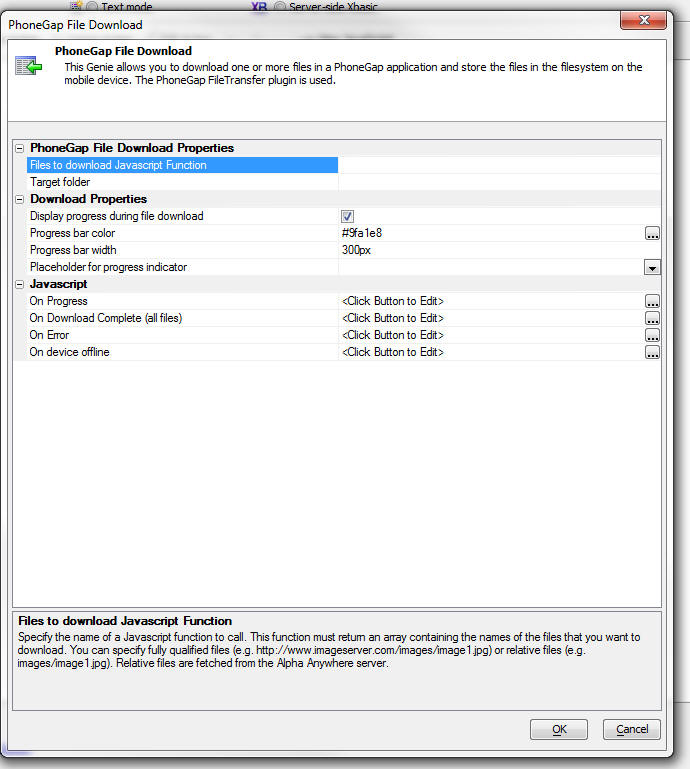 Text mode XB Server-side Xbasic
PhoneGap File Download
PhoneGap File Download
This Genie allows you to download one or more files in a PhoneGap application and store the files in the filesystem on the
mobile device. The PhoneGap FileTransfer plugin is used.
PhoneGap File Download Properties
Files to download Javascript Function
Target folder
Download Properties
Display progress during file download
Progress bar color #9fa1e8 ...
Progress bar width 300px
Placeholder for progress indicator
Javascript
On Progress <Click Button to Edit> ...
On Download Complete (all files) <Click Button to Edit> ...
On Error <Click Button to Edit> ...
On device offline <Click Button to Edit> ...
Files to download Javascript Function
Specify the name of a Javascript function to call. This function must return an array containing the names of the files that you want to
download. You can specify fully qualified files (e.g. http://www.imageserver.com/images/image1.jpg) or relative files (e.g.
images/image1.jpg). Relative files are fetched from the Alpha Anywhere server.
OK Cancel